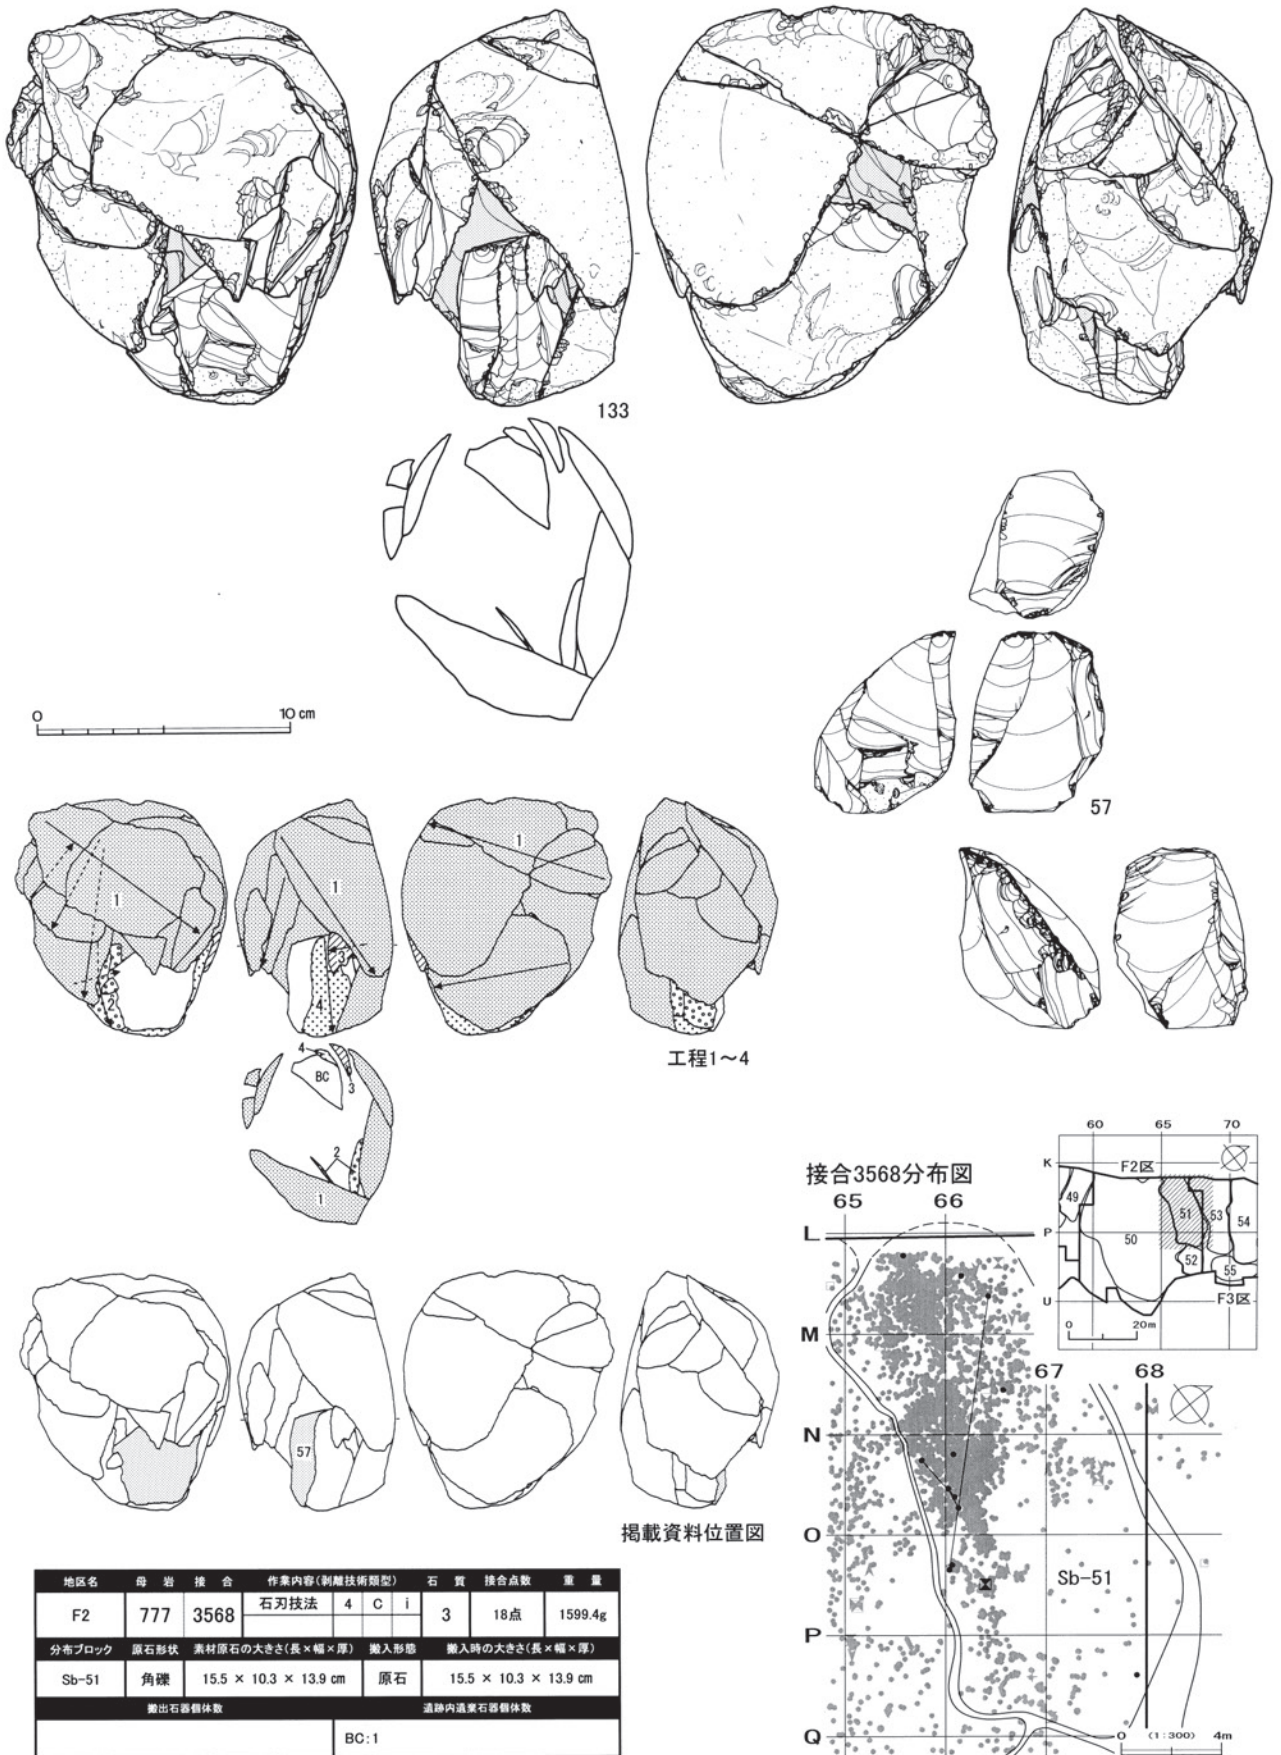 133
0 10 cm
57
1 1 1
2 4
工程1~4
4 BC 3
2
1
60 65 70
K F2区
49 51 53 54
P 50
52 55
U F3区
0 20m
接合3568分布図
65 66
L
M
67 68
N
57
O
掲載資料位置図
Sb-51
P
Q
0 (1:300) 4m
地区名 母岩 接合 作業内容(剥離技術類型) 石質 接合点数 重量
F2 777 3568 石刃技法 4 C i 3 18点 1599.4g
分布ブロック 原石形状 素材原石の大きさ(長×幅×厚) 搬入形態 搬入時の大きさ(長×幅×厚)
Sb-51 角礫 15.5 × 10.3 × 13.9 cm 原石 15.5 × 10.3 × 13.9 cm
搬出石器個体数 遺跡内遺棄石器個体数
BC:1